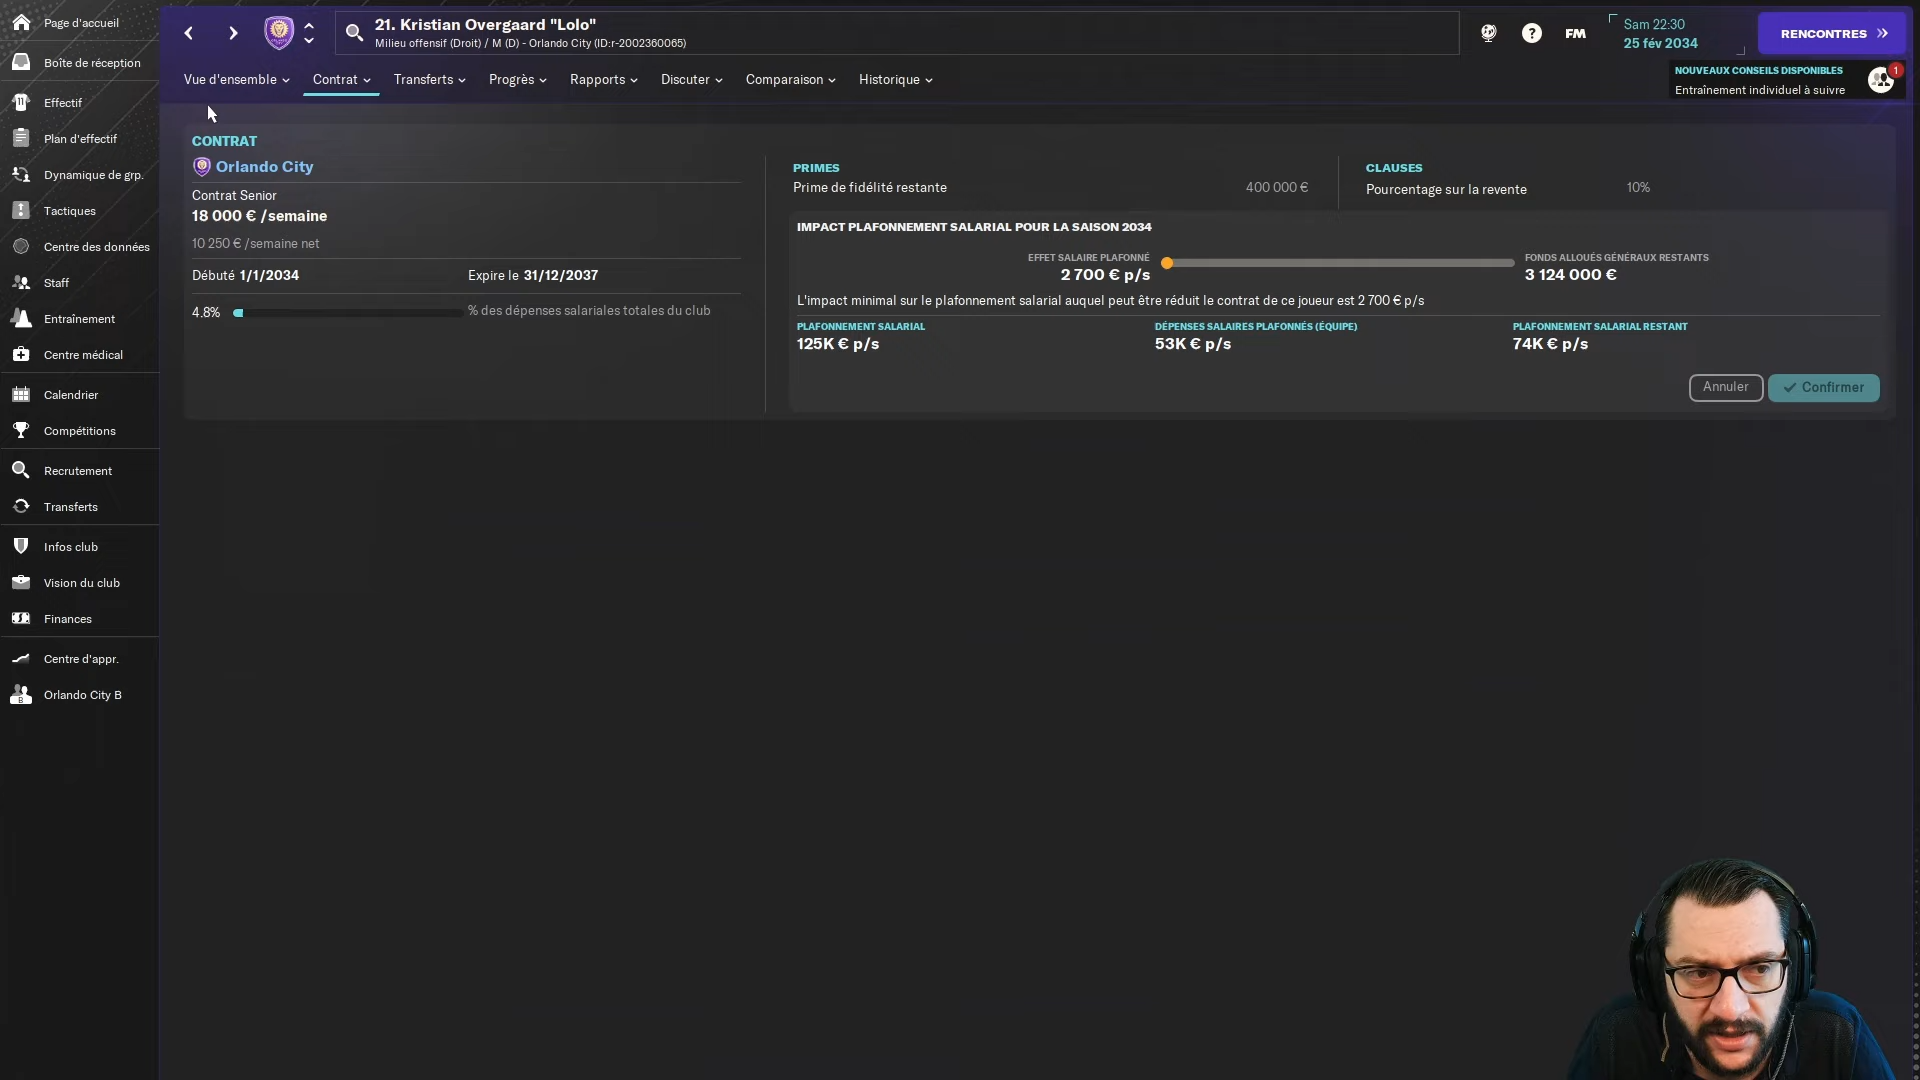 Page d'accueil
Boîte de réception
Effectif
Plan d'effectif
Dynamique de grp.
Tactiques
Centre des données
Staff
Entraînement
Centre médical
Calendrier
Compétitions
Recrutement
Transferts
Infos club
Vision du club
Finances
Centre d'appr.
Orlando City B
21. Kristian Overgaard "Lolo"
Milieu offensif (Droit) / M (D) - Orlando City (ID:r-2002360065)
FM
Sam 22:30
25 fév 2034
RENCONTRES
Vue d'ensemble
Contrat
Transferts
Progrès
Rapports
Discuter
Comparaison
Historique
NOUVEAUX CONSEILS DISPONIBLES
Entraînement individuel à suivre
1
CONTRAT
Orlando City
Contrat Senior
18 000 € /semaine
10 250 € /semaine net
Débuté 1/1/2034
Expire le 31/12/2037
4.8%
% des dépenses salariales totales du club
PRIMES
Prime de fidélité restante
400 000 €
CLAUSES
Pourcentage sur la revente
10%
IMPACT PLAFONNEMENT SALARIAL POUR LA SAISON 2034
EFFET SALAIRE PLAFONNÉ
2 700 € p/s
FONDS ALLOUÉS GÉNÉRAUX RESTANTS
3 124 000 €
L'impact minimal sur le plafonnement salarial auquel peut être réduit le contrat de ce joueur est 2 700 € p/s
PLAFONNEMENT SALARIAL
125K € p/s
DÉPENSES SALAIRES PLAFONNÉS (ÉQUIPE)
53K € p/s
PLAFONNEMENT SALARIAL RESTANT
74K € p/s
Annuler
Confirmer